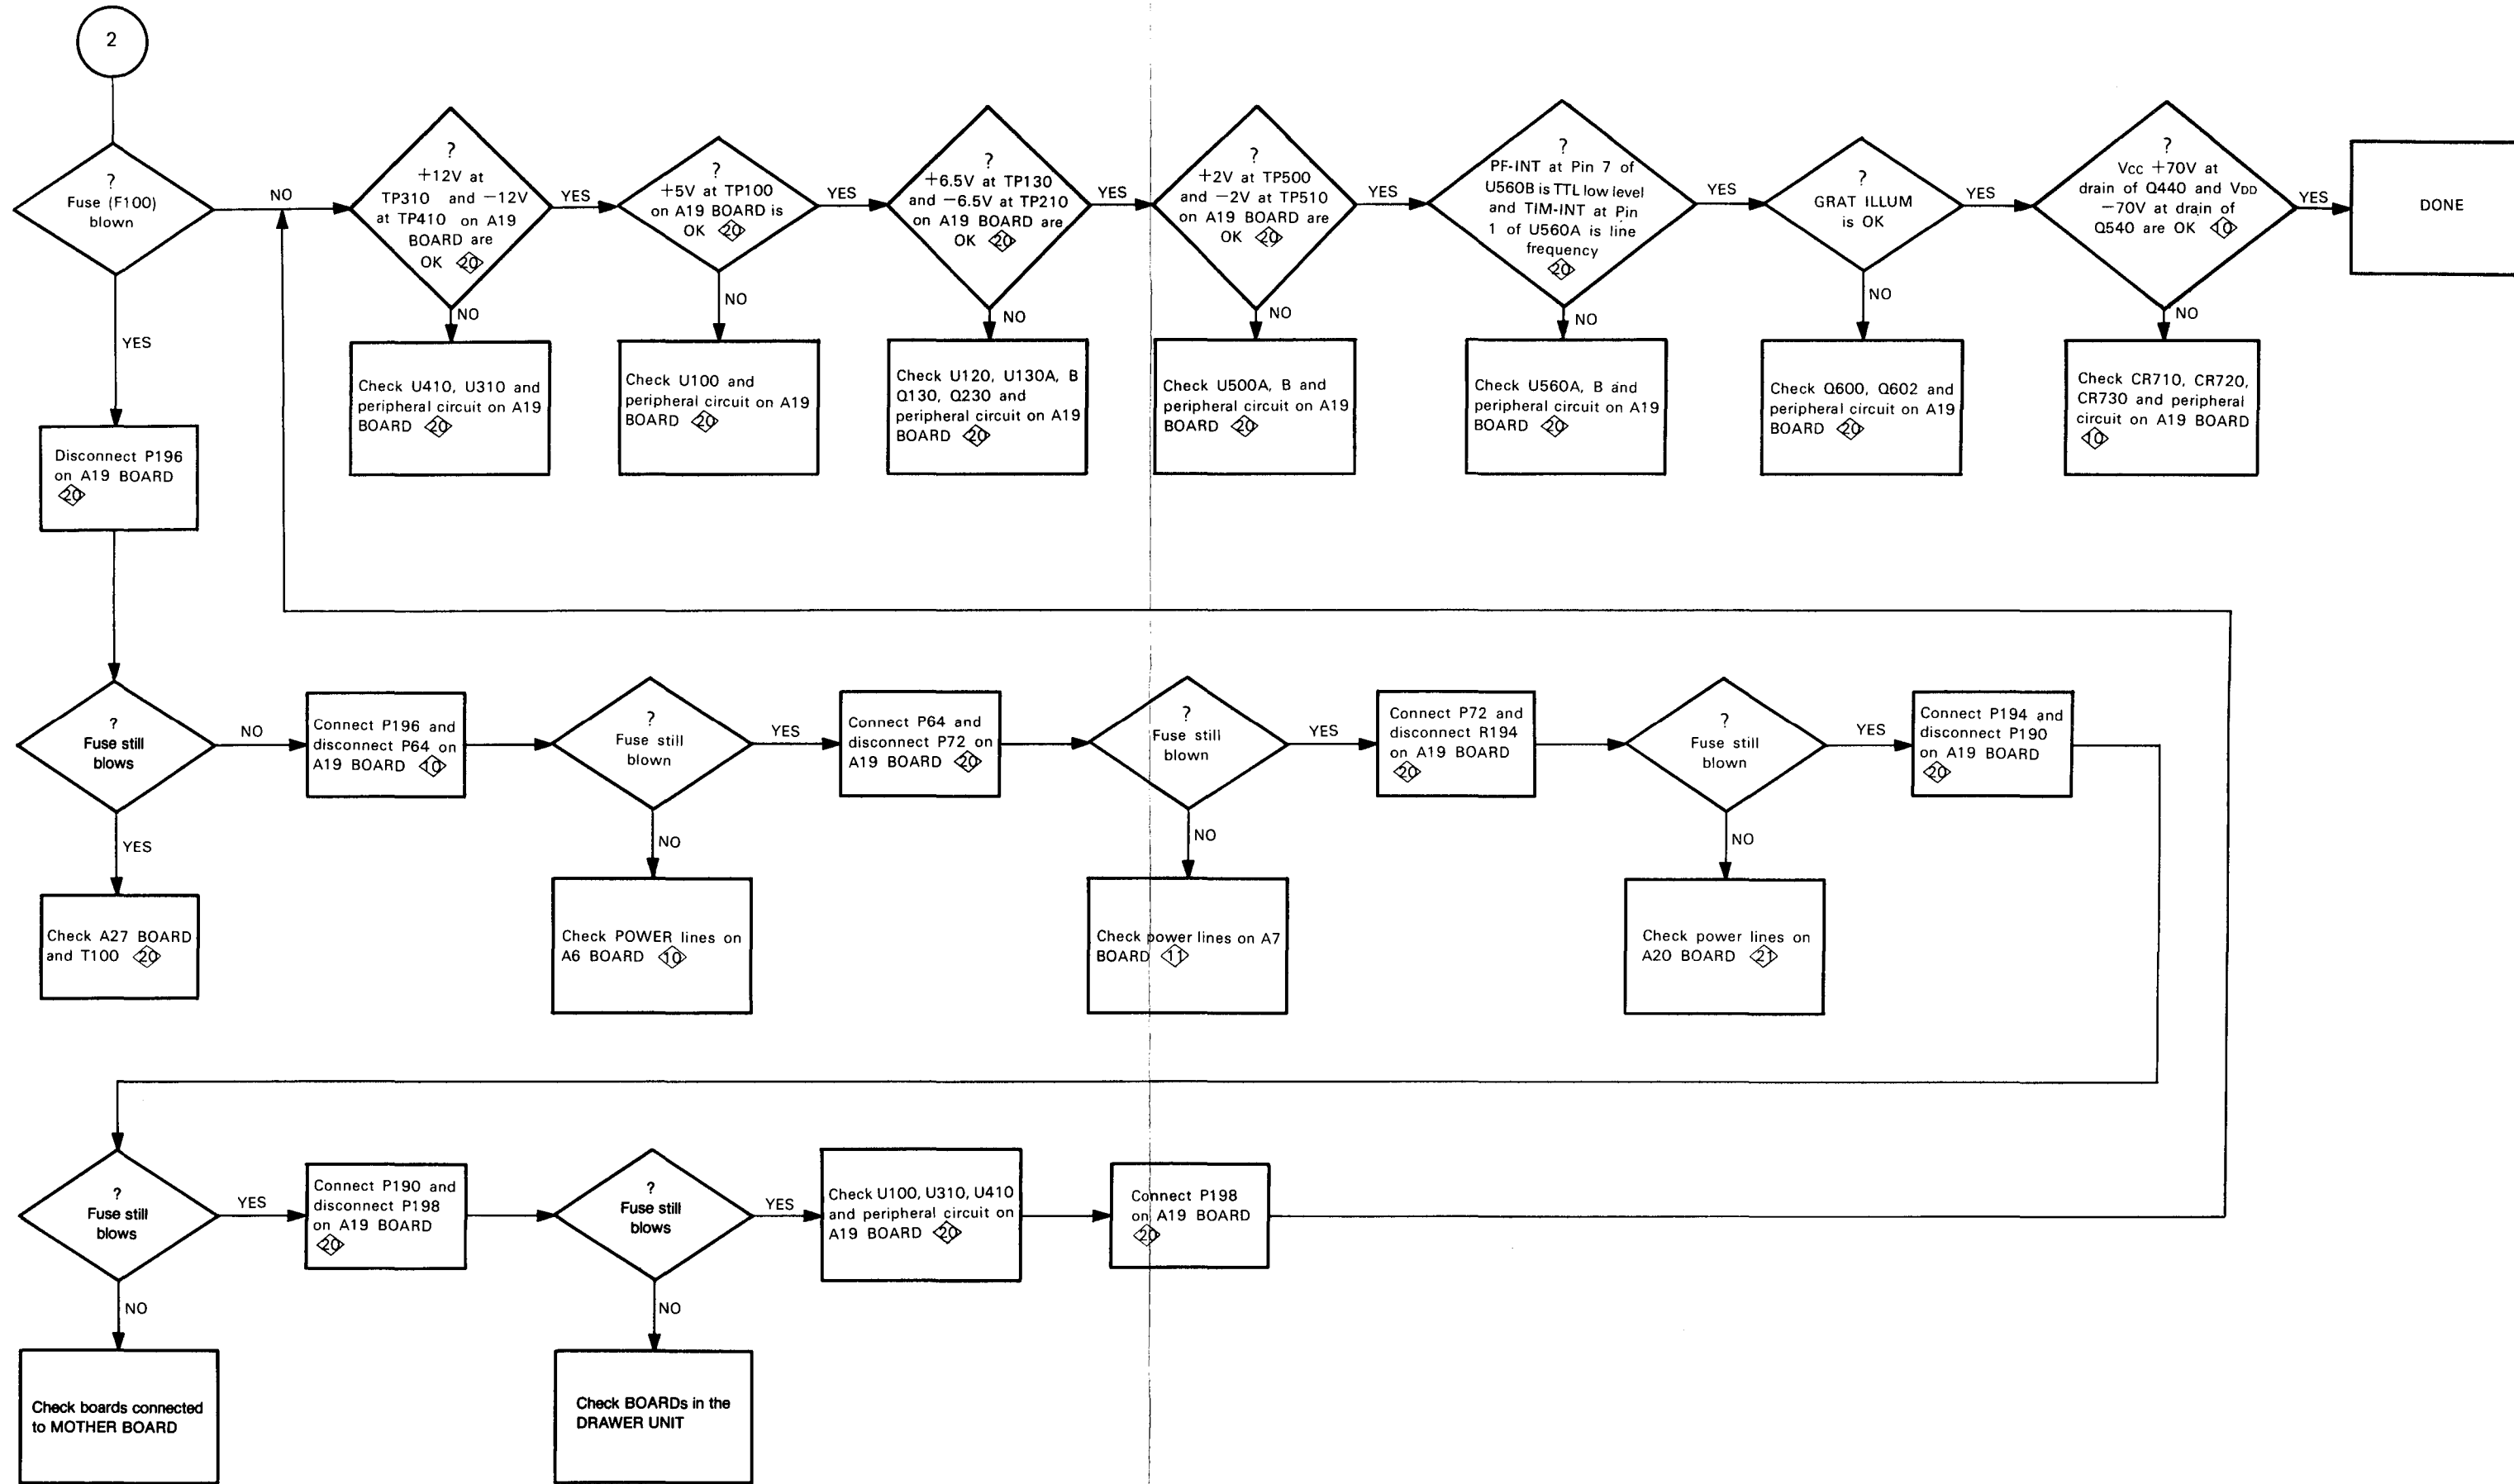 2
?
Fuse (F100)
blown
NO
?
+12V at
TP310 and −12V
at TP410 on A19
BOARD are
OK 20
YES
?
+5V at TP100
on A19 BOARD is
OK 20
YES
?
+6.5V at TP130
and −6.5V at TP210
on A19 BOARD are
OK 20
YES
?
+2V at TP500
and −2V at TP510
on A19 BOARD are
OK 20
YES
?
PF-INT at Pin 7 of
U560B is TTL low level
and TIM-INT at Pin
1 of U560A is line
frequency
20
YES
?
GRAT ILLUM
is OK
YES
?
Vcc +70V at
drain of Q440 and VDD
−70V at drain of
Q540 are OK 10
YES
DONE
YES
NO
NO
NO
NO
NO
NO
NO
Disconnect P196
on A19 BOARD
20
Check U410, U310 and
peripheral circuit on A19
BOARD 20
Check U100 and
peripheral circuit on A19
BOARD 20
Check U120, U130A, B
Q130, Q230 and
peripheral circuit on A19
BOARD 20
Check U500A, B and
peripheral circuit on A19
BOARD 20
Check U560A, B and
peripheral circuit on A19
BOARD 20
Check Q600, Q602 and
peripheral circuit on A19
BOARD 20
Check CR710, CR720,
CR730 and peripheral
circuit on A19 BOARD
10
?
Fuse still
blows
NO
Connect P196 and
disconnect P64 on
A19 BOARD 10
?
Fuse still
blown
YES
Connect P64 and
disconnect P72 on
A19 BOARD 20
?
Fuse still
blown
YES
Connect P72 and
disconnect R194
on A19 BOARD
20
?
Fuse still
blown
YES
Connect P194 and
disconnect P190
on A19 BOARD
20
YES
NO
NO
NO
Check A27 BOARD
and T100 20
Check POWER lines on
A6 BOARD 10
Check power lines on A7
BOARD 11
Check power lines on
A20 BOARD 21
?
Fuse still
blows
YES
Connect P190 and
disconnect P198
on A19 BOARD
20
?
Fuse still
blows
YES
Check U100, U310, U410
and peripheral circuit on
A19 BOARD 20
Connect P198
on A19 BOARD
20
NO
NO
Check boards connected
to MOTHER BOARD
Check BOARDs in the
DRAWER UNIT